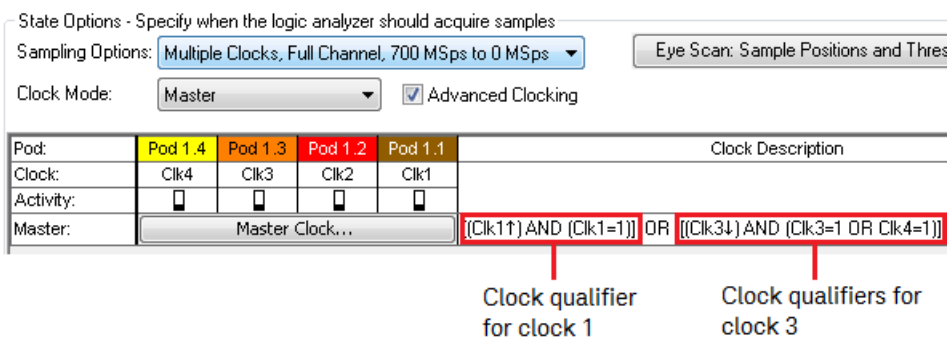 State Options - Specify when the logic analyzer should acquire samples
Sampling Options: Multiple Clocks, Full Channel, 700 MSps to 0 MSps Eye Scan: Sample Positions and Thres
Clock Mode: Master Advanced Clocking
Pod: Pod 1.4 Pod 1.3 Pod 1.2 Pod 1.1 Clock Description
Clock: Clk4 Clk3 Clk2 Clk1
Activity:
Master: Master Clock... [(Clk1↑) AND (Clk1=1)] OR [(Clk3↓) AND (Clk3=1 OR Clk4=1)]
Clock qualifier Clock qualifiers for
for clock 1 clock 3